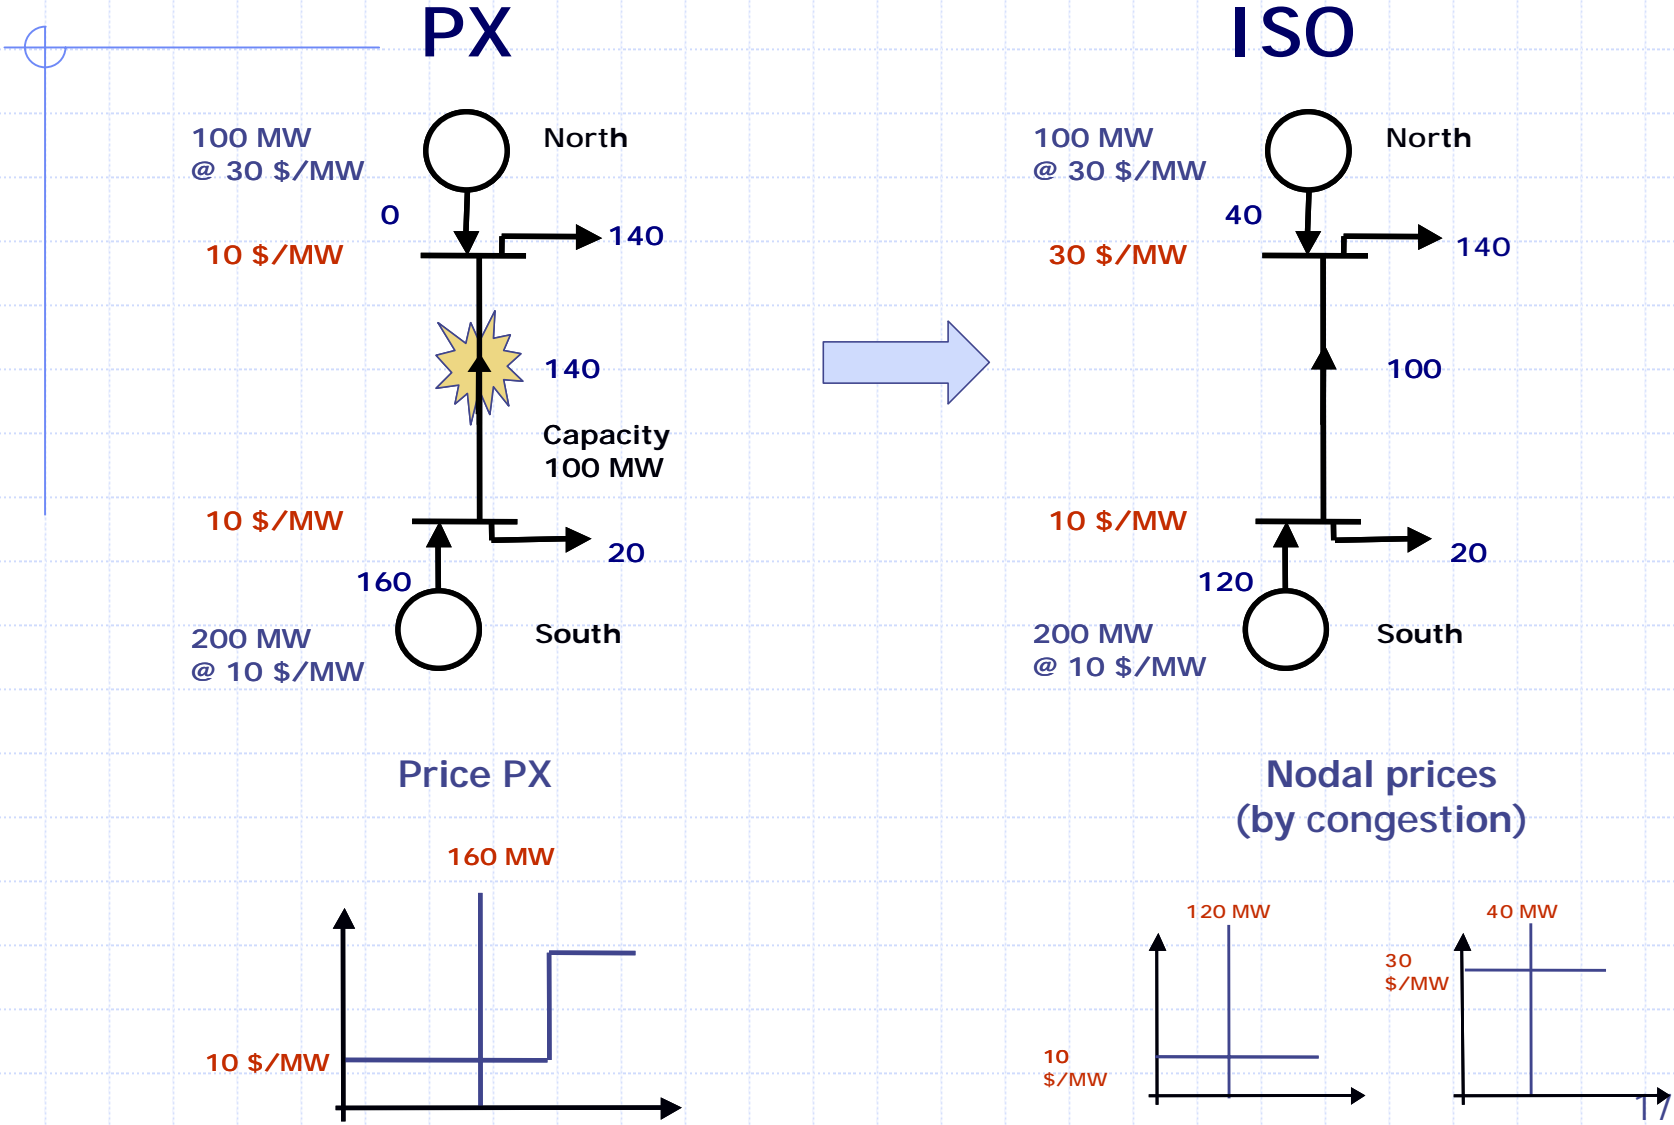 PX
100 MW
@ 30 $/MW
North
0
140
10 $/MW
140
Capacity
100 MW
10 $/MW
20
160
200 MW
@ 10 $/MW
South
Price PX
160 MW
10 $/MW
ISO
100 MW
@ 30 $/MW
North
40
140
30 $/MW
100
10 $/MW
20
120
200 MW
@ 10 $/MW
South
Nodal prices
(by congestion)
120 MW
10
$/MW
40 MW
30
$/MW
17